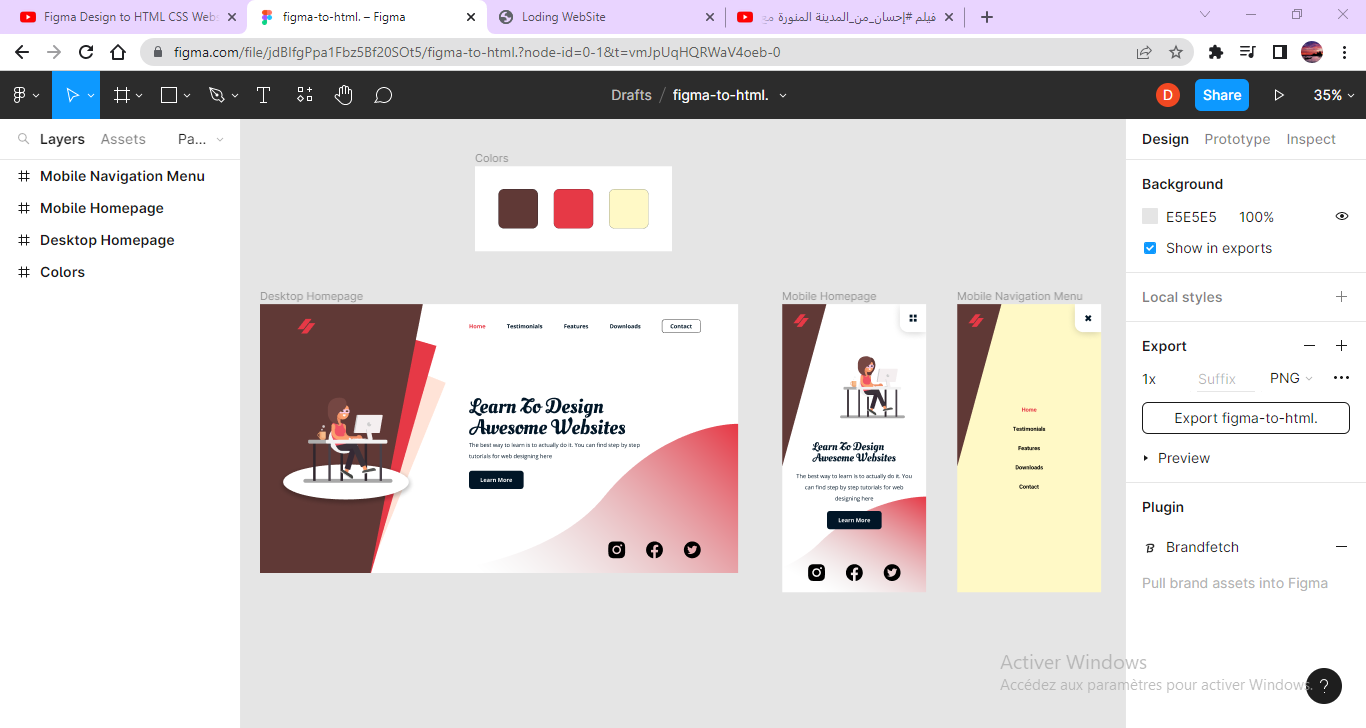 Figma Design to HTML CSS Webs
figma-to-html. – Figma
Loding WebSite
فيلم #إحسان_من_المدينة المنورة مع
figma.com/file/jdBIfgPpa1Fbz5Bf20SOt5/figma-to-html.?node-id=0-1&t=vmJpUqHQRWaV4oeb-0
Drafts / figma-to-html.
D
Share
35%
Layers
Assets
Pa...
Mobile Navigation Menu
Mobile Homepage
Desktop Homepage
Colors
Colors
Desktop Homepage
Home Testimonials Features Downloads Contact
Learn To Design
Awesome Websites
The best way to learn is to actually do it. You can find step by step
tutorials for web designing here
Learn More
Mobile Homepage
Learn To Design
Awesome Websites
The best way to learn is to actually do it. You
can find step by step tutorials for web
designing here
Learn More
Mobile Navigation Menu
Home
Testimonials
Features
Downloads
Contact
Design
Prototype
Inspect
Background
E5E5E5 100%
Show in exports
Local styles
Export
1x Suffix PNG
Export figma-to-html.
Preview
Plugin
Brandfetch
Pull brand assets into Figma
Activer Windows
Accédez aux paramètres pour activer Windows.
?